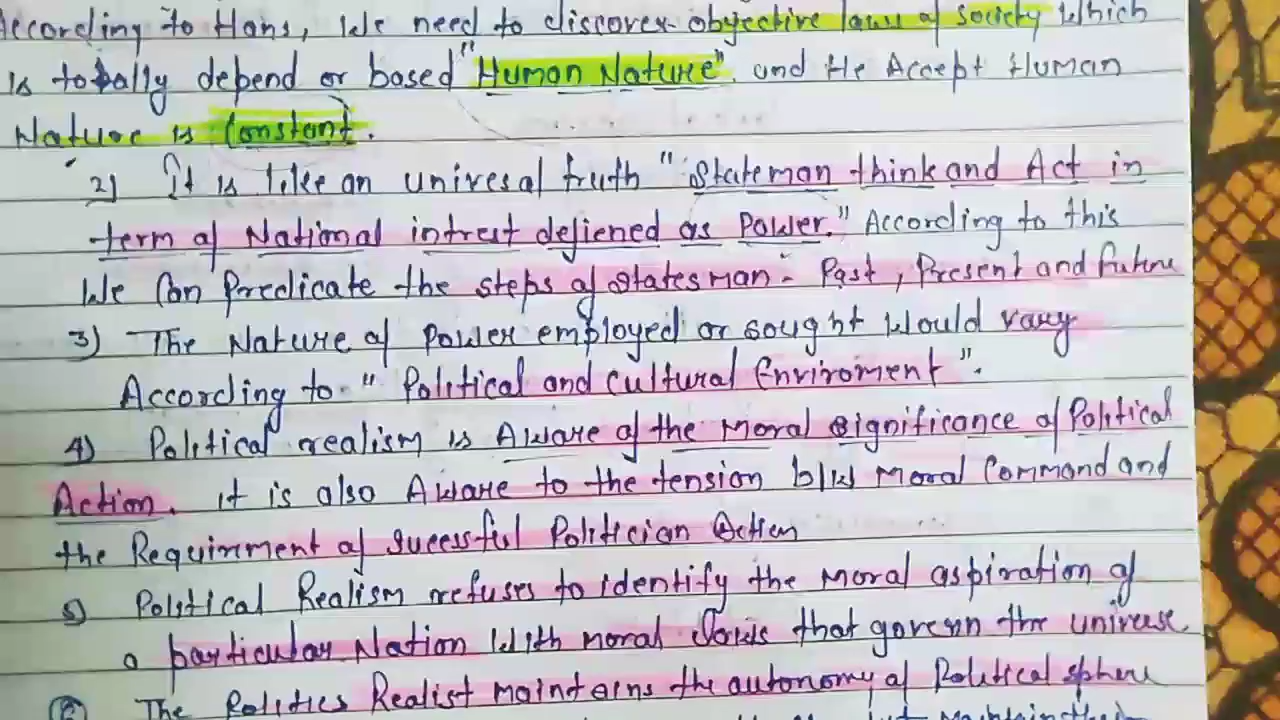 According to Hans, We need to discover objective laws of society which
is totally depend or based "Human Nature" and He Accept Human
Nature is Constant.
2) It is like an univesal truth "Stateman think and Act in
term of National intrest defiened as Power." According to this
We Can Predicate the steps of statesman - Past, Present and future
3) The Nature of Power employed or sought would vary
According to "Political and cultural Enviroment".
4) Political realism is Aware of the Moral significance of Political
Action. it is also Aware to the tension b/w Moral Command and
the Requirment of sucessful Politician Action
5) Political Realism refuses to identify the Moral aspiration of
a particular Nation With moral that govern the universe.
6) The Politics Realist maintains the autonomy of Political sphere